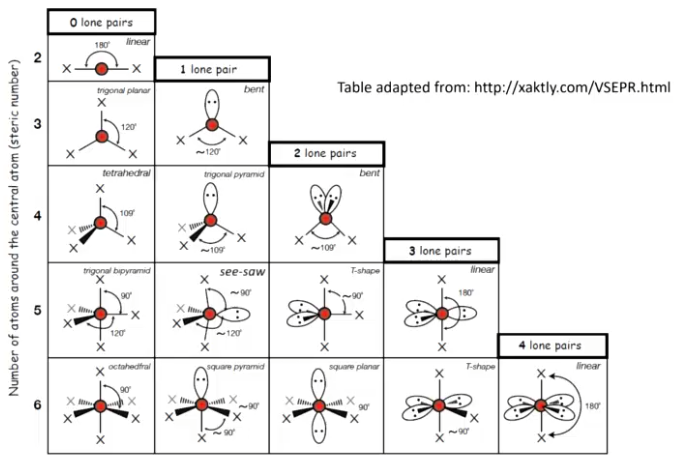 0 lone pairs
180° linear
2
X X
1 lone pair
Table adapted from: http://xaktly.com/VSEPR.html
trigonal planar
X
120°
X X
bent
X X
~120°
3
2 lone pairs
tetrahedral
X
109°
X
X X
trigonal pyramid
X
X X
~109°
bent
X X
~109°
4
3 lone pairs
trigonal bipyramid
X
90°
X X
X
120°
X
see-saw
X
~90°
X
X
~120°
X
T-shape
X
~90°
X
X
linear
X
180°
X
5
4 lone pairs
octahedfral
X
90°
X X
X X
X
square pyramid
X X
~90°
X X
X
~90°
square planar
X X
90°
X X
T-shape
X
X
X
~90°
linear
X
180°
X
6
Number of atoms around the central atom (steric number)